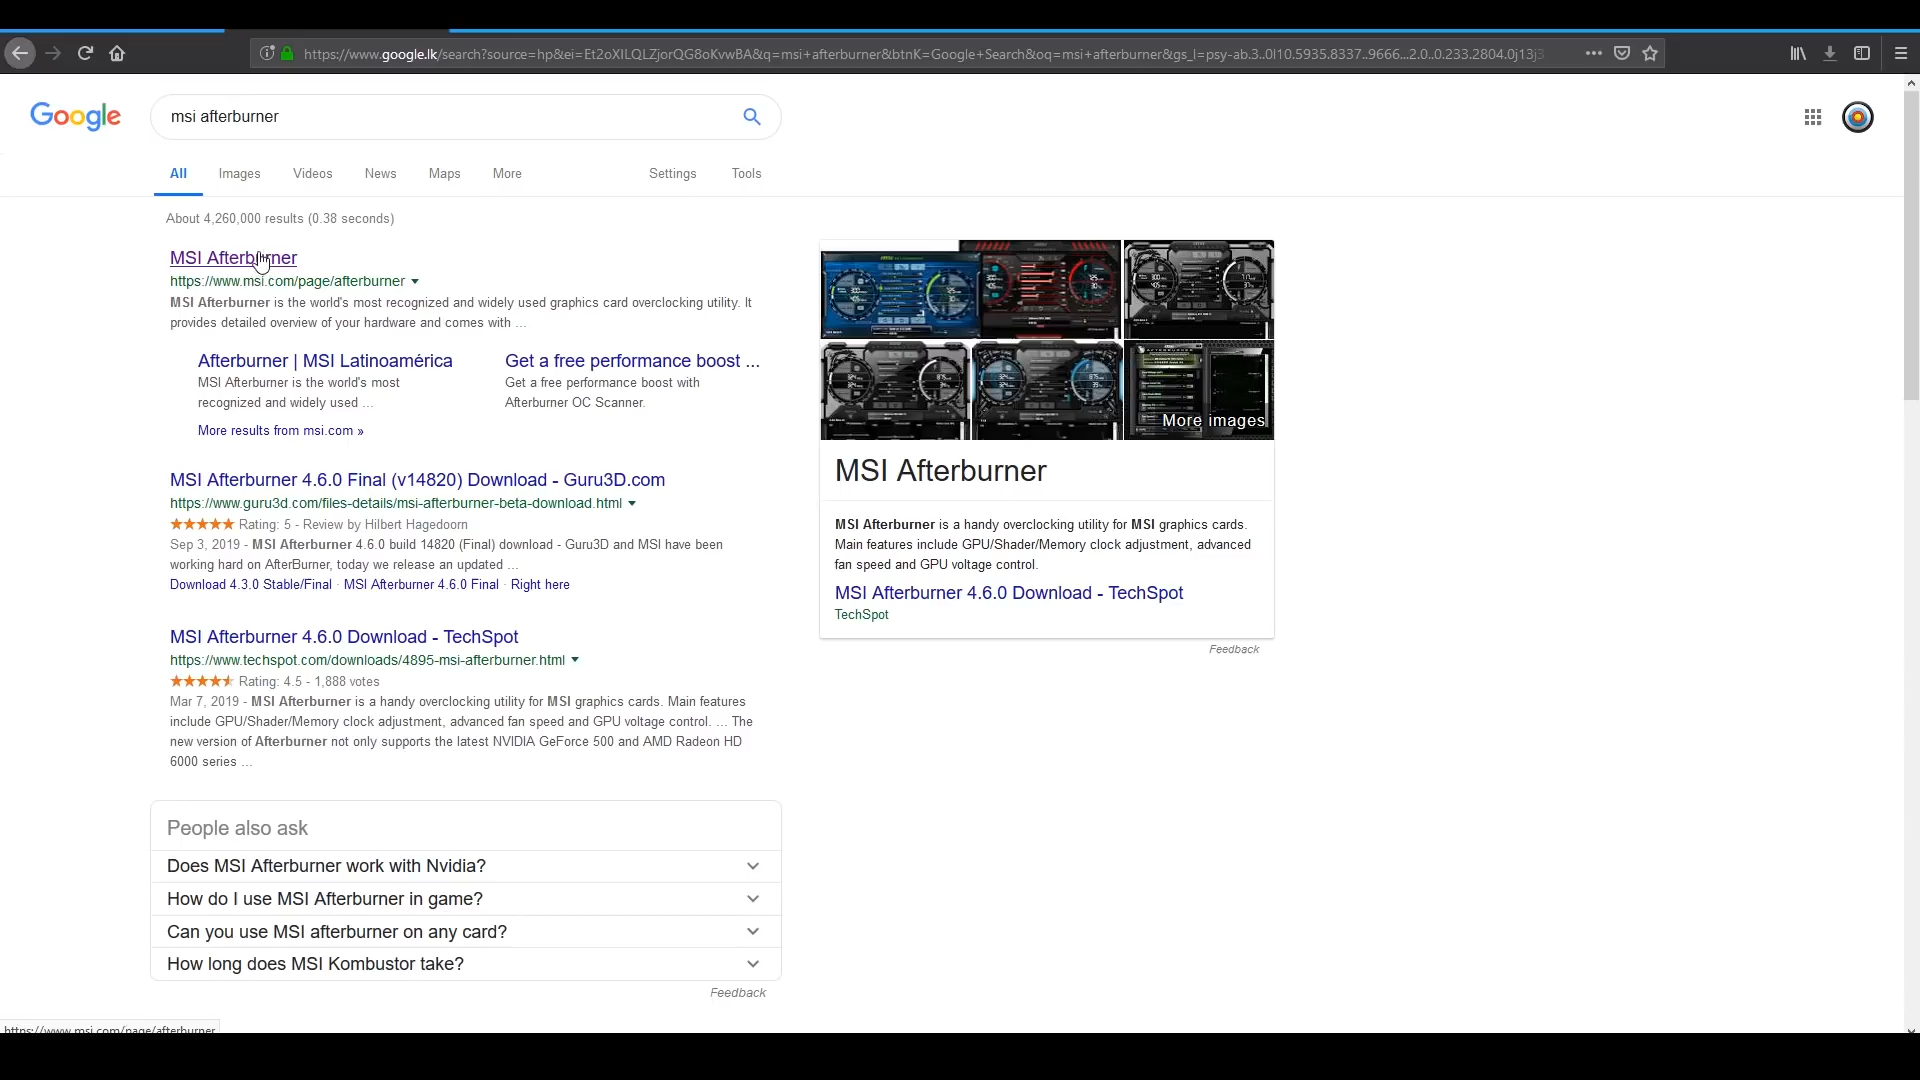 https://www.google.lk/search?source=hp&ei=Et2oXILQLZjorQG8oKvwBA&q=msi+afterburner&btnK=Google+Search&oq=msi+afterburner&gs_l=psy-ab.3..0l10.5935.8337..9666...2.0..0.233.2804.0j13j3
Google
msi afterburner
All Images Videos News Maps More Settings Tools
About 4,260,000 results (0.38 seconds)
MSI Afterburner
https://www.msi.com/page/afterburner
MSI Afterburner is the world's most recognized and widely used graphics card overclocking utility. It
provides detailed overview of your hardware and comes with ...
Afterburner | MSI Latinoamérica
MSI Afterburner is the world's most
recognized and widely used ...
Get a free performance boost ...
Get a free performance boost with
Afterburner OC Scanner.
More results from msi.com »
MSI Afterburner 4.6.0 Final (v14820) Download - Guru3D.com
https://www.guru3d.com/files-details/msi-afterburner-beta-download.html
Rating: 5 - Review by Hilbert Hagedoorn
Sep 3, 2019 - MSI Afterburner 4.6.0 build 14820 (Final) download - Guru3D and MSI have been
working hard on AfterBurner, today we release an updated ...
Download 4.3.0 Stable/Final · MSI Afterburner 4.6.0 Final · Right here
MSI Afterburner 4.6.0 Download - TechSpot
https://www.techspot.com/downloads/4895-msi-afterburner.html
Rating: 4.5 - 1,888 votes
Mar 7, 2019 - MSI Afterburner is a handy overclocking utility for MSI graphics cards. Main features
include GPU/Shader/Memory clock adjustment, advanced fan speed and GPU voltage control. ... The
new version of Afterburner not only supports the latest NVIDIA GeForce 500 and AMD Radeon HD
6000 series ...
People also ask
Does MSI Afterburner work with Nvidia?
How do I use MSI Afterburner in game?
Can you use MSI afterburner on any card?
How long does MSI Kombustor take?
Feedback
More images
MSI Afterburner
MSI Afterburner is a handy overclocking utility for MSI graphics cards.
Main features include GPU/Shader/Memory clock adjustment, advanced
fan speed and GPU voltage control.
MSI Afterburner 4.6.0 Download - TechSpot
TechSpot
Feedback
https://www.msi.com/page/afterburner